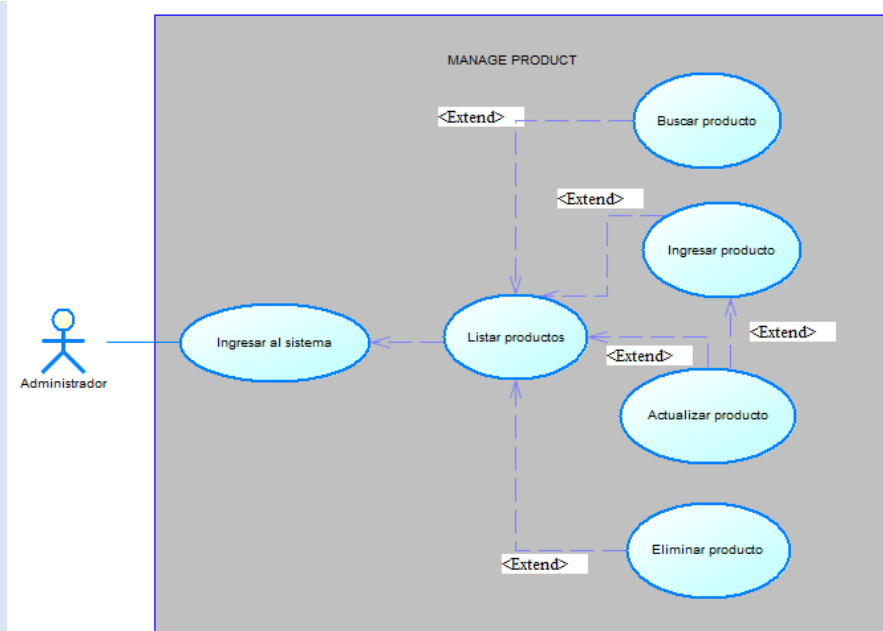 MANAGE PRODUCT
<Extend>
Buscar producto
<Extend>
Ingresar producto
Ingresar al sistema
Listar productos
<Extend>
<Extend>
Administrador
Actualizar producto
Eliminar producto
<Extend>